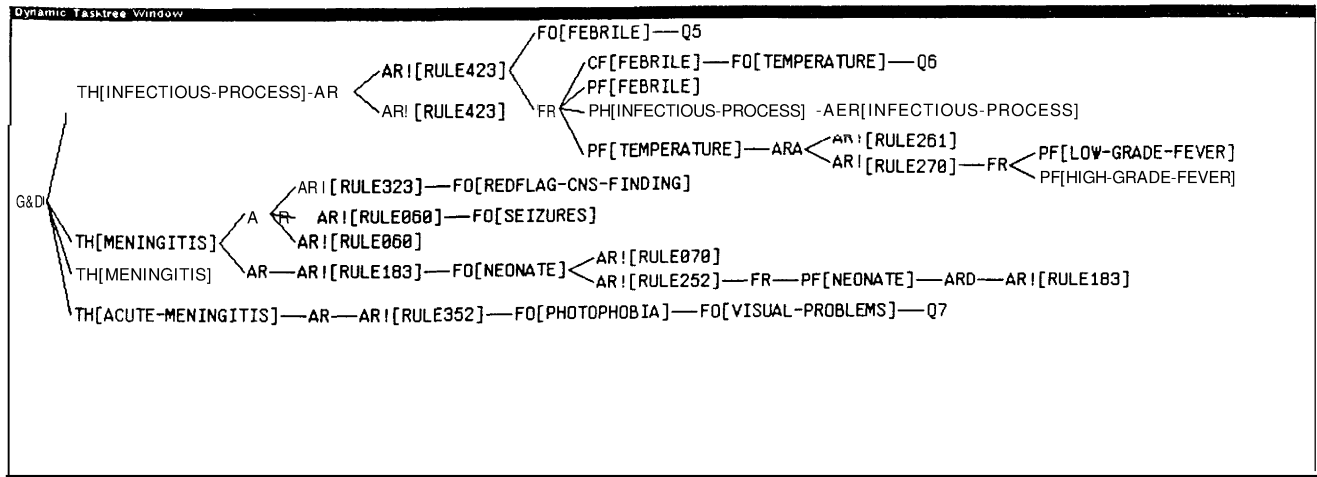 Dynamic Tasktree Window
FO[FEBRILE]—Q5
AR![RULE423]
CF[FEBRILE]—FO[TEMPERATURE]—Q6
TH[INFECTIOUS-PROCESS]-AR
PF[FEBRILE]
AR! [RULE423]
FR
PH[INFECTIOUS-PROCESS] -AER[INFECTIOUS-PROCESS]
PF[TEMPERATURE]—ARA
AR![RULE261]
AR![RULE270]—FR
PF[LOW-GRADE-FEVER]
PF[HIGH-GRADE-FEVER]
AR![RULE323]—FO[REDFLAG-CNS-FINDING]
G&DI
A R AR![RULE060]—FO[SEIZURES]
TH[MENINGITIS]
AR![RULE060]
AR—AR![RULE183]—FO[NEONATE]
AR![RULE070]
TH[MENINGITIS]
AR![RULE252]—FR—PF[NEONATE]—ARD—AR![RULE183]
TH[ACUTE-MENINGITIS]—AR—AR![RULE352]—FO[PHOTOPHOBIA]—FO[VISUAL-PROBLEMS]—Q7